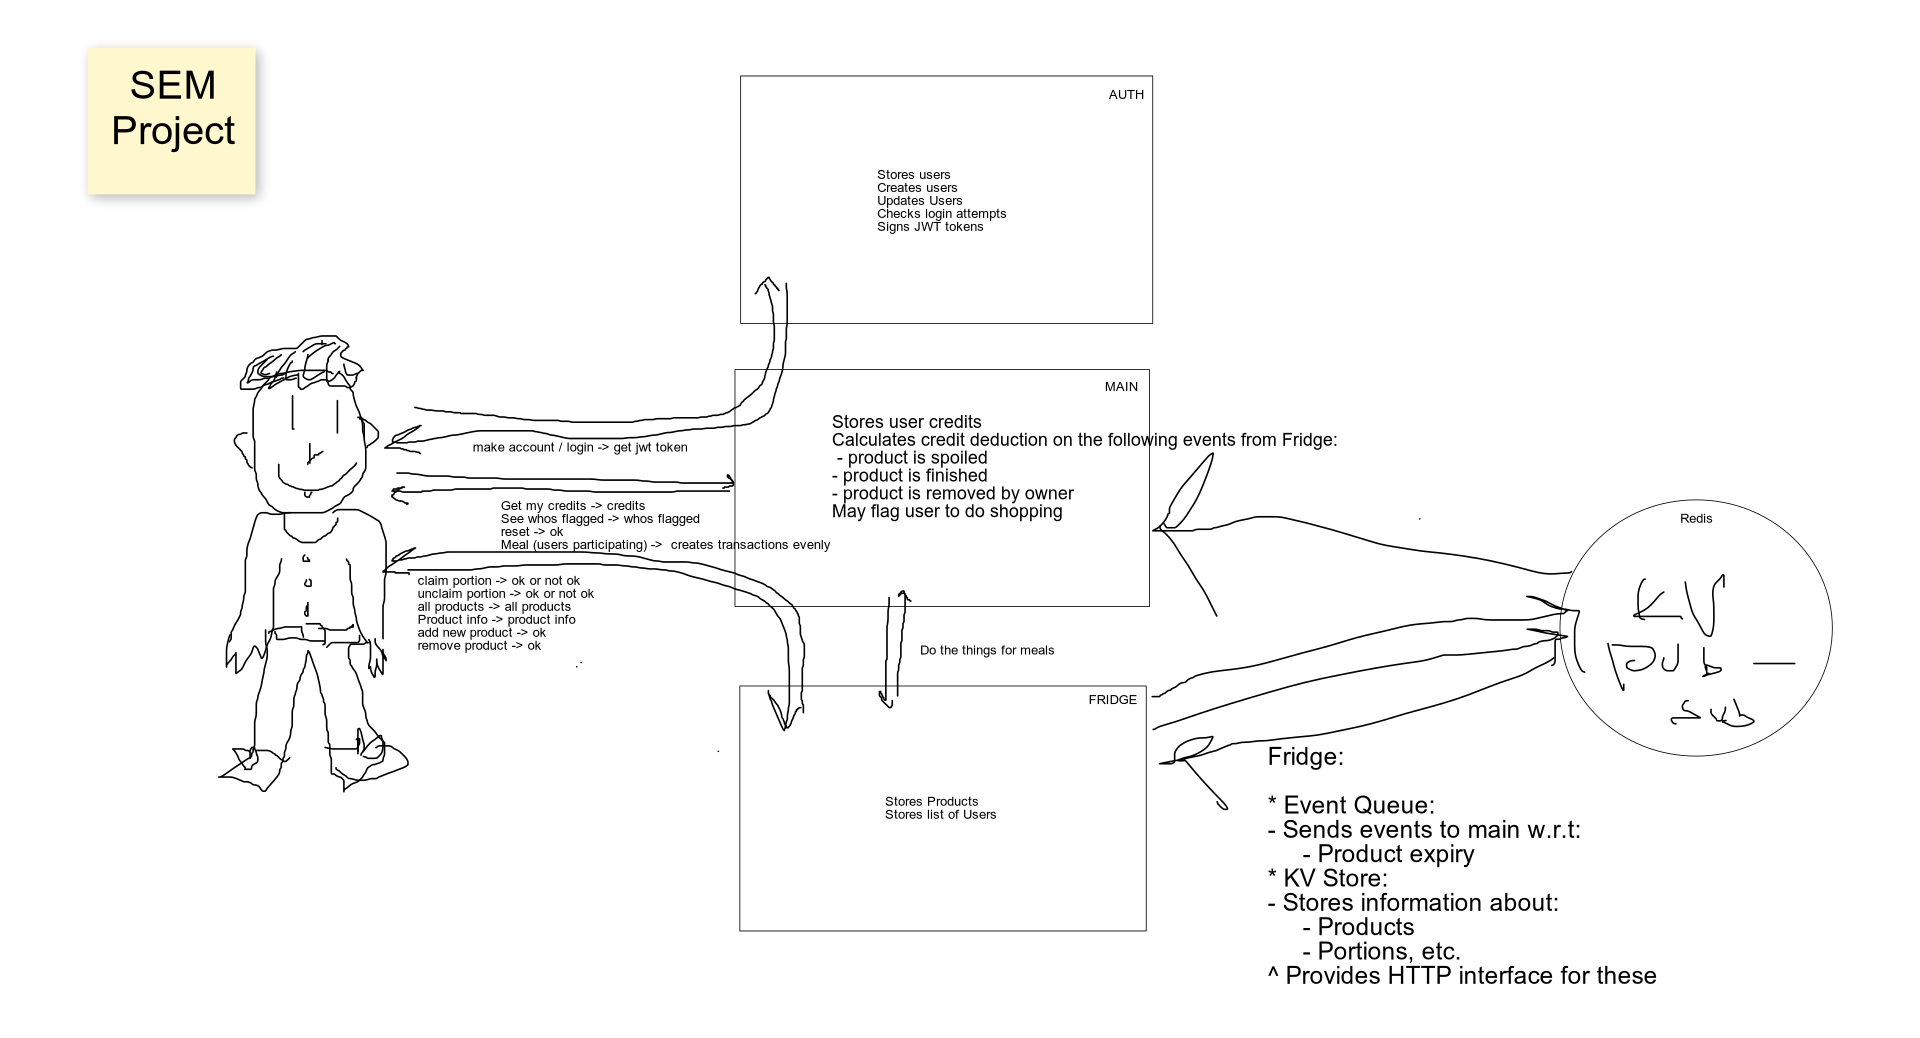 SEM
Project
AUTH
Stores users
Creates users
Updates Users
Checks login attempts
Signs JWT tokens
make account / login -> get jwt token
MAIN
Stores user credits
Calculates credit deduction on the following events from Fridge:
- product is spoiled
- product is finished
- product is removed by owner
May flag user to do shopping
Get my credits -> credits
See whos flagged -> whos flagged
reset -> ok
Meal (users participating) -> creates transactions evenly
claim portion -> ok or not ok
unclaim portion -> ok or not ok
all products -> all products
Product info -> product info
add new product -> ok
remove product -> ok
Do the things for meals
FRIDGE
Stores Products
Stores list of Users
Redis
KV
PUb -
sub
Fridge:
* Event Queue:
- Sends events to main w.r.t:
- Product expiry
* KV Store:
- Stores information about:
- Products
- Portions, etc.
^ Provides HTTP interface for these